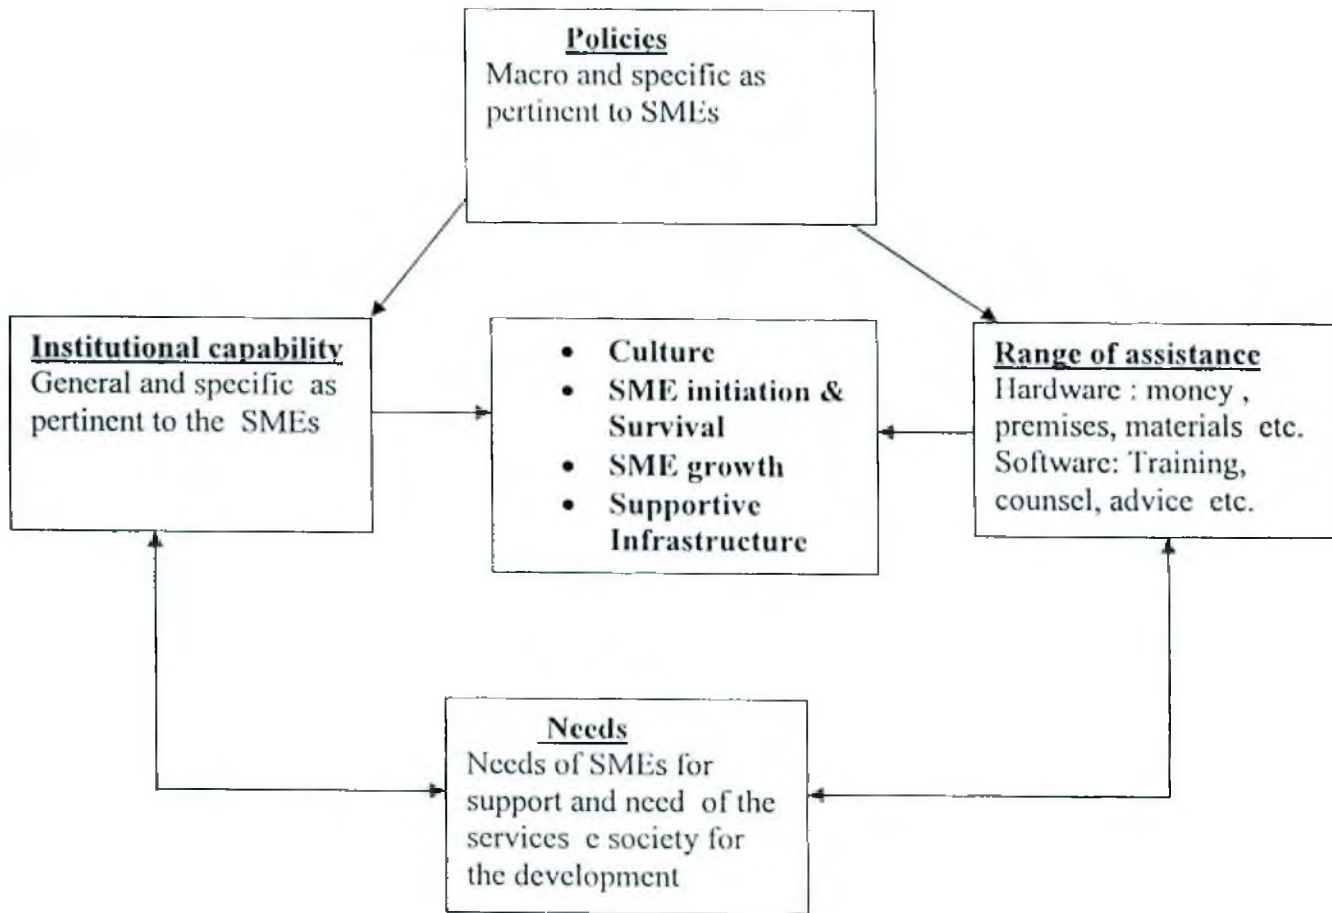 Policies
Macro and specific as
pertinent to SMEs
Institutional capability
General and specific as
pertinent to the SMEs
• Culture
• SME initiation &
Survival
• SME growth
• Supportive
Infrastructure
Range of assistance
Hardware : money ,
premises, materials etc.
Software: Training,
counsel, advice etc.
Needs
Needs of SMEs for
support and need of the
services e society for
the development